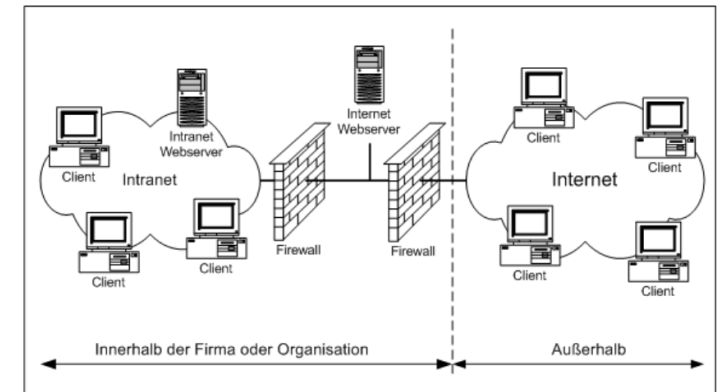 Internet
Webserver
Intranet
Webserver
Client
Client
Client
Intranet
Internet
Client
Client
Firewall
Firewall
Client
Client
Client
Client
Innerhalb der Firma oder Organisation
Außerhalb